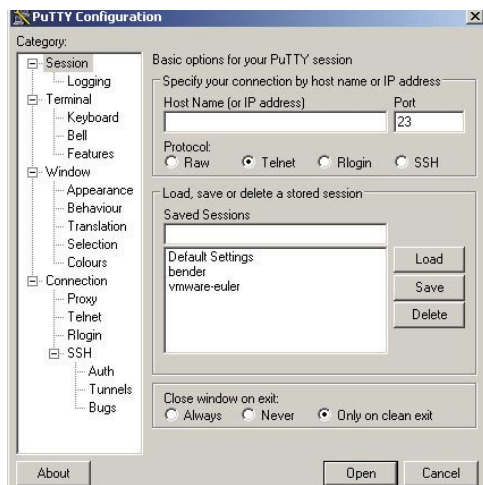 PuTTY Configuration
Category:
Session
Logging
Terminal
Keyboard
Bell
Features
Window
Appearance
Behaviour
Translation
Selection
Colours
Connection
Proxy
Telnet
Rlogin
SSH
Auth
Tunnels
Bugs
Basic options for your PuTTY session
Specify your connection by host name or IP address
Host Name (or IP address) Port
23
Protocol:
Raw Telnet Rlogin SSH
Load, save or delete a stored session
Saved Sessions
Default Settings
bender
vmware-euler
Load
Save
Delete
Close window on exit:
Always Never Only on clean exit
About Open Cancel